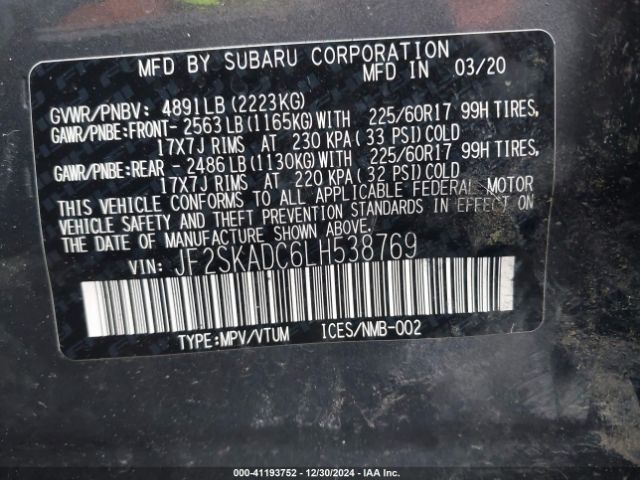 MFD BY SUBARU CORPORATION
MFD IN 03/20
GVWR/PNBV: 4891LB (2223KG)
GAWR/PNBE:FRONT- 2563LB(1165KG)WITH 225/60R17 99H TIRES,
17X7J RIMS AT 230 KPA(33 PSI)COLD
GAWR/PNBE:REAR - 2486LB(1130KG)WITH 225/60R17 99H TIRES,
17X7J RIMS AT 220 KPA(32 PSI)COLD
THIS VEHICLE CONFORMS TO ALL APPLICABLE FEDERAL MOTOR
VEHICLE SAFETY AND THEFT PREVENTION STANDARDS IN EFFECT ON
THE DATE OF MANUFACTURE SHOWN ABOVE.
VIN: JF2SKADC6LH538769
TYPE:MPV/VTUM ICES/NMB-002
000-41193752 - 12/30/2024 - IAA Inc.